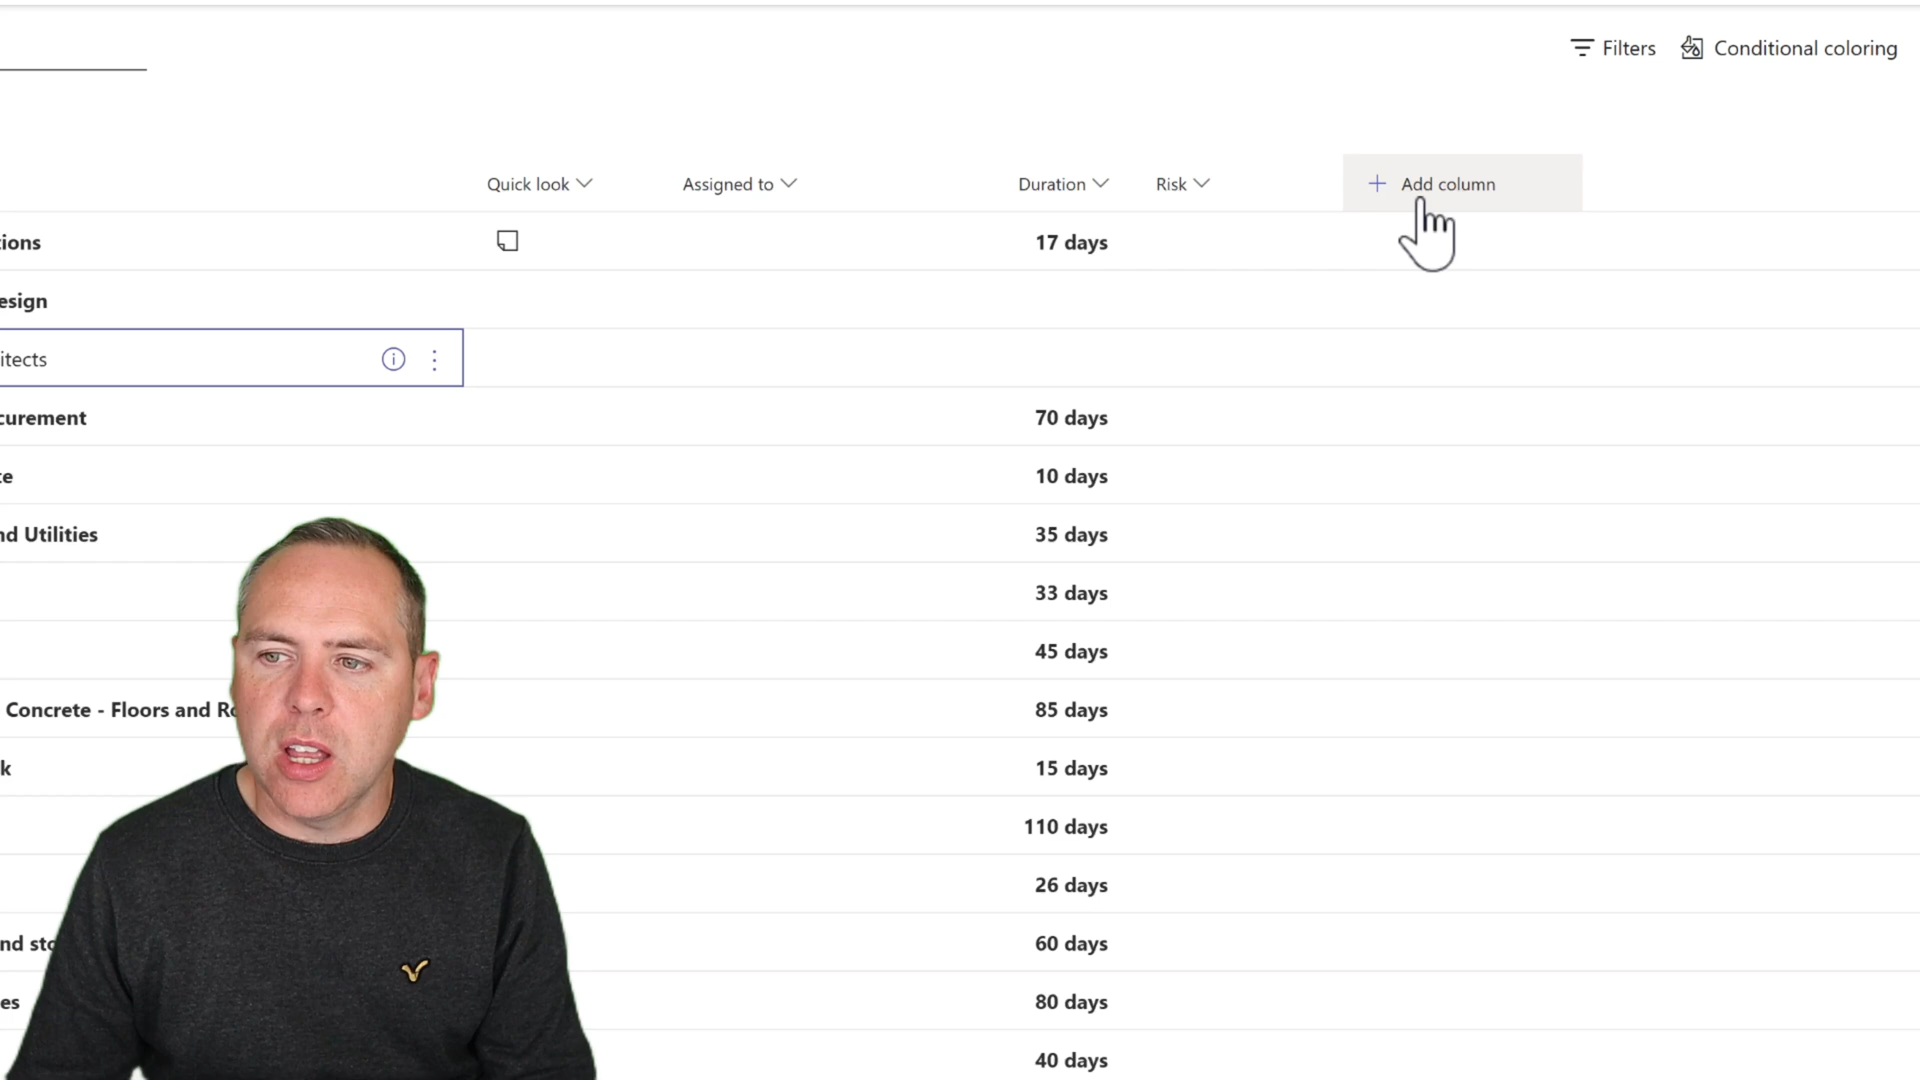 Filters Conditional coloring
Quick look Assigned to Duration Risk + Add column
tions 17 days
esign
itects
curement 70 days
te 10 days
nd Utilities 35 days
33 days
45 days
Concrete - Floors and Ro 85 days
k 15 days
110 days
26 days
nd sto 60 days
es 80 days
40 days